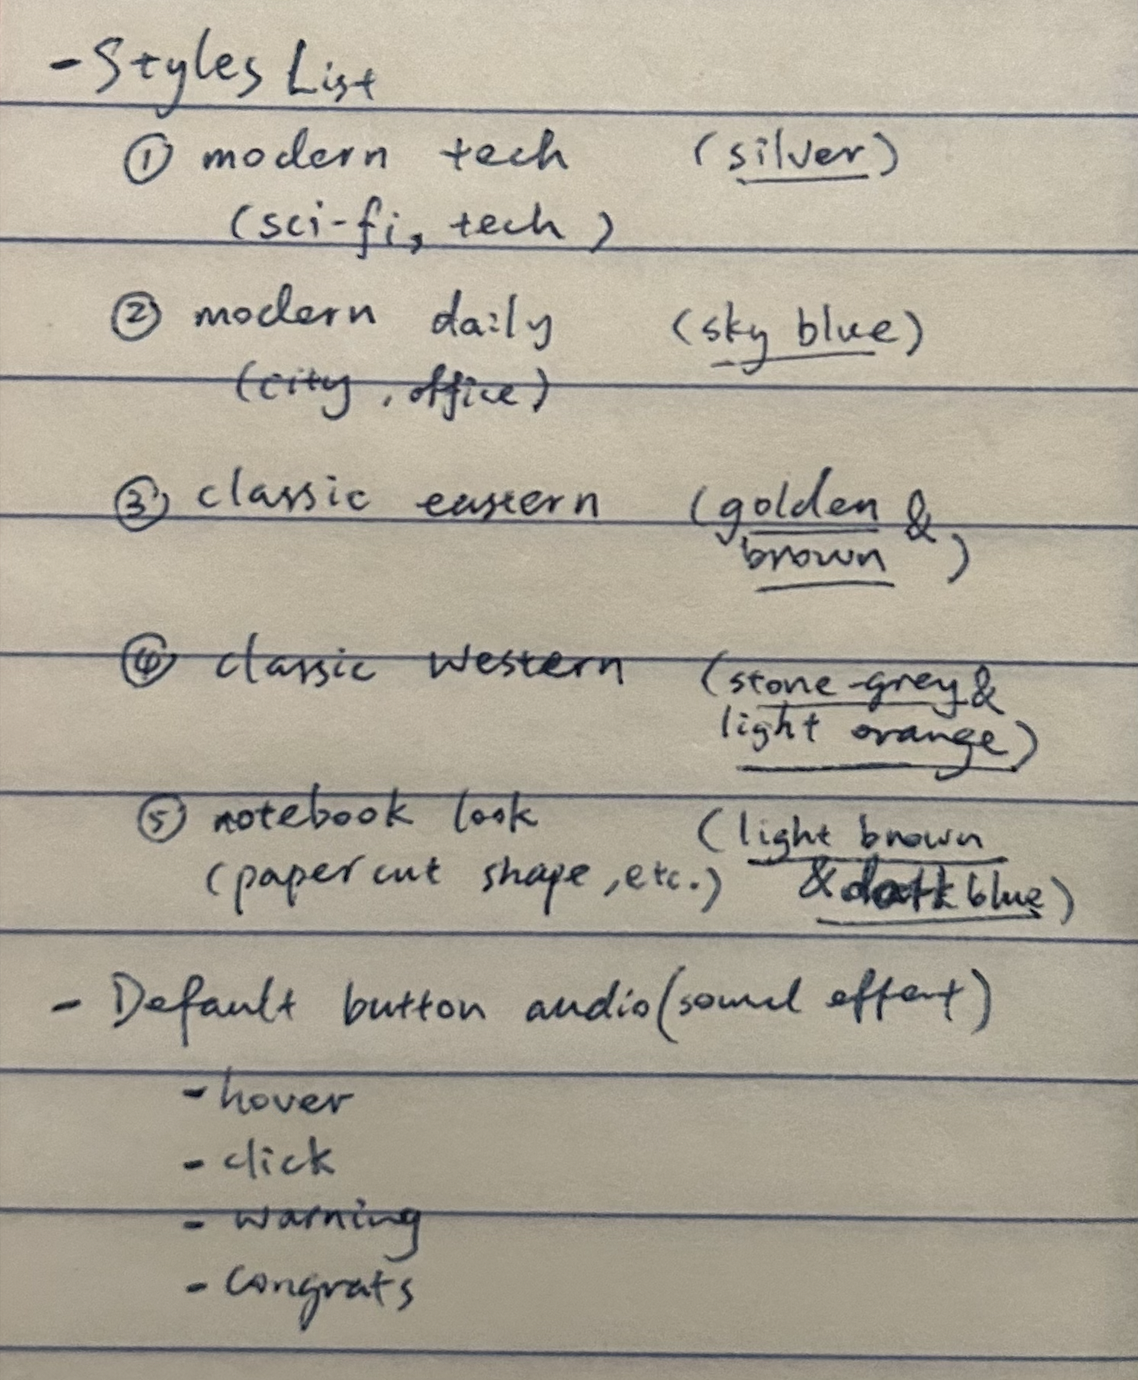 - Styles List
① modern tech (silver)
(sci-fi, tech)
② modern daily (sky blue)
(city, office)
③ classic eastern (golden &
brown)
④ classic western (stone-grey &
light orange)
⑤ notebook look (light brown
(paper cut shape, etc.) & dark blue)
- Default button audio (sound effect)
- hover
- click
- warning
- congrats